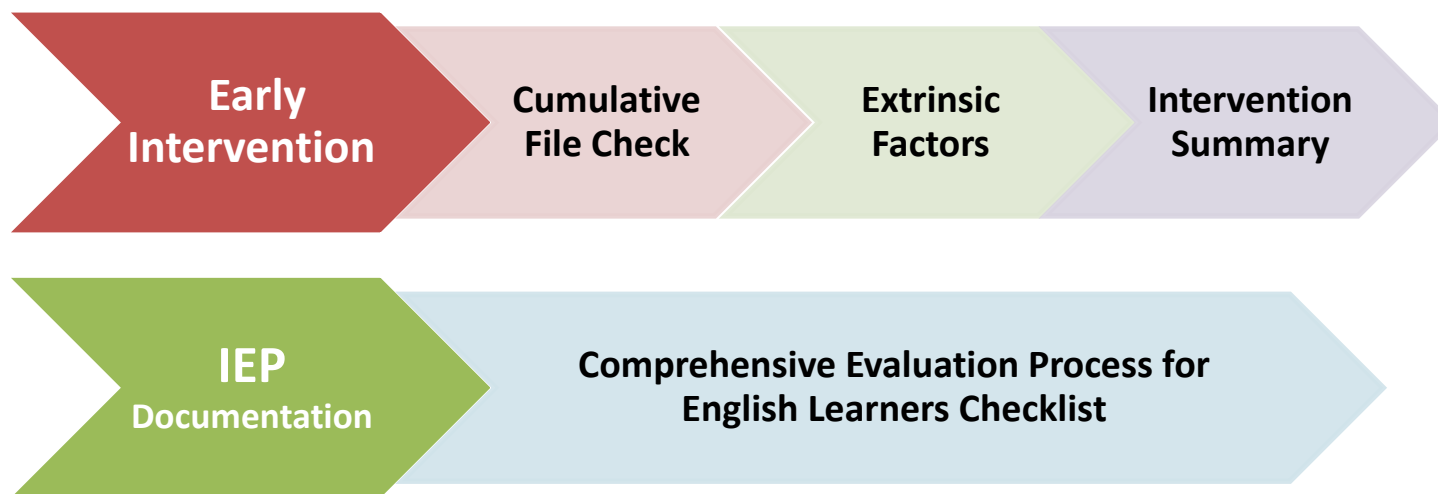 Early
Intervention
Cumulative
File Check
Extrinsic
Factors
Intervention
Summary
IEP
Documentation
Comprehensive Evaluation Process for
English Learners Checklist